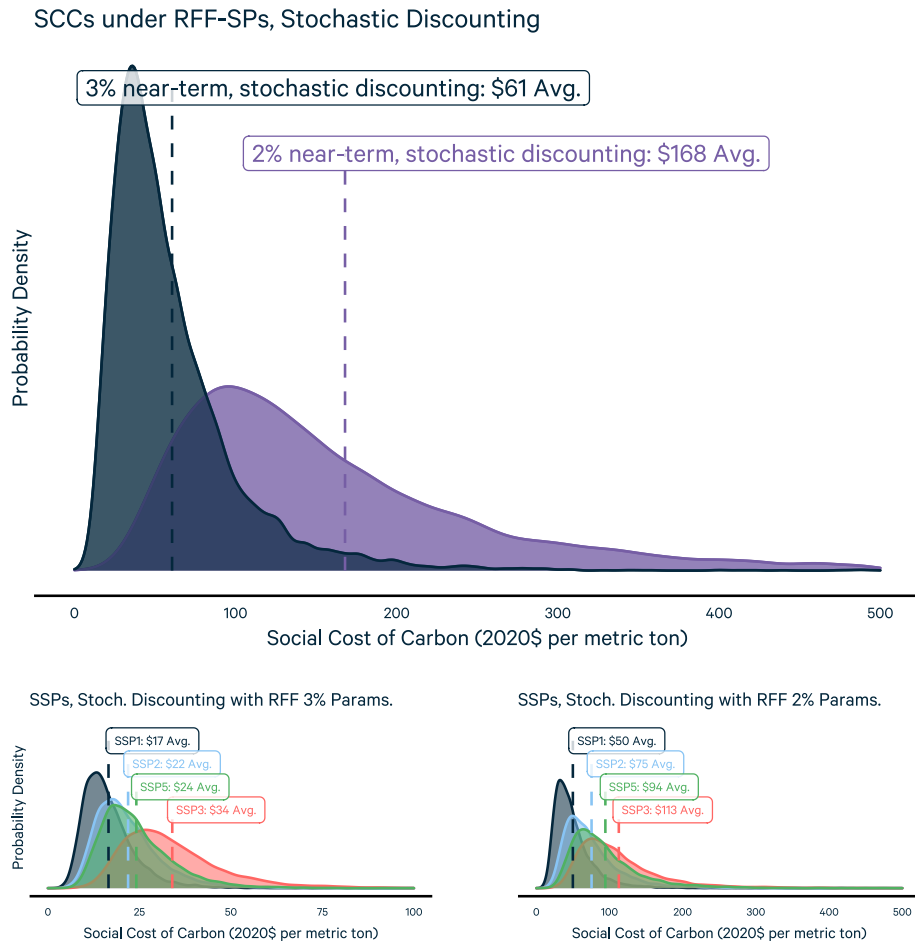 SCCs under RFF-SPs, Stochastic Discounting
3% near-term, stochastic discounting: $61 Avg.
2% near-term, stochastic discounting: $168 Avg.
Probability Density
0 100 200 300 400 500
Social Cost of Carbon (2020$ per metric ton)
SSPs, Stoch. Discounting with RFF 3% Params.
SSP1: $17 Avg.
SSP2: $22 Avg.
SSP5: $24 Avg.
SSP3: $34 Avg.
Probability Density
0 25 50 75 100
Social Cost of Carbon (2020$ per metric ton)
SSPs, Stoch. Discounting with RFF 2% Params.
SSP1: $50 Avg.
SSP2: $75 Avg.
SSP5: $94 Avg.
SSP3: $113 Avg.
0 100 200 300 400 500
Social Cost of Carbon (2020$ per metric ton)